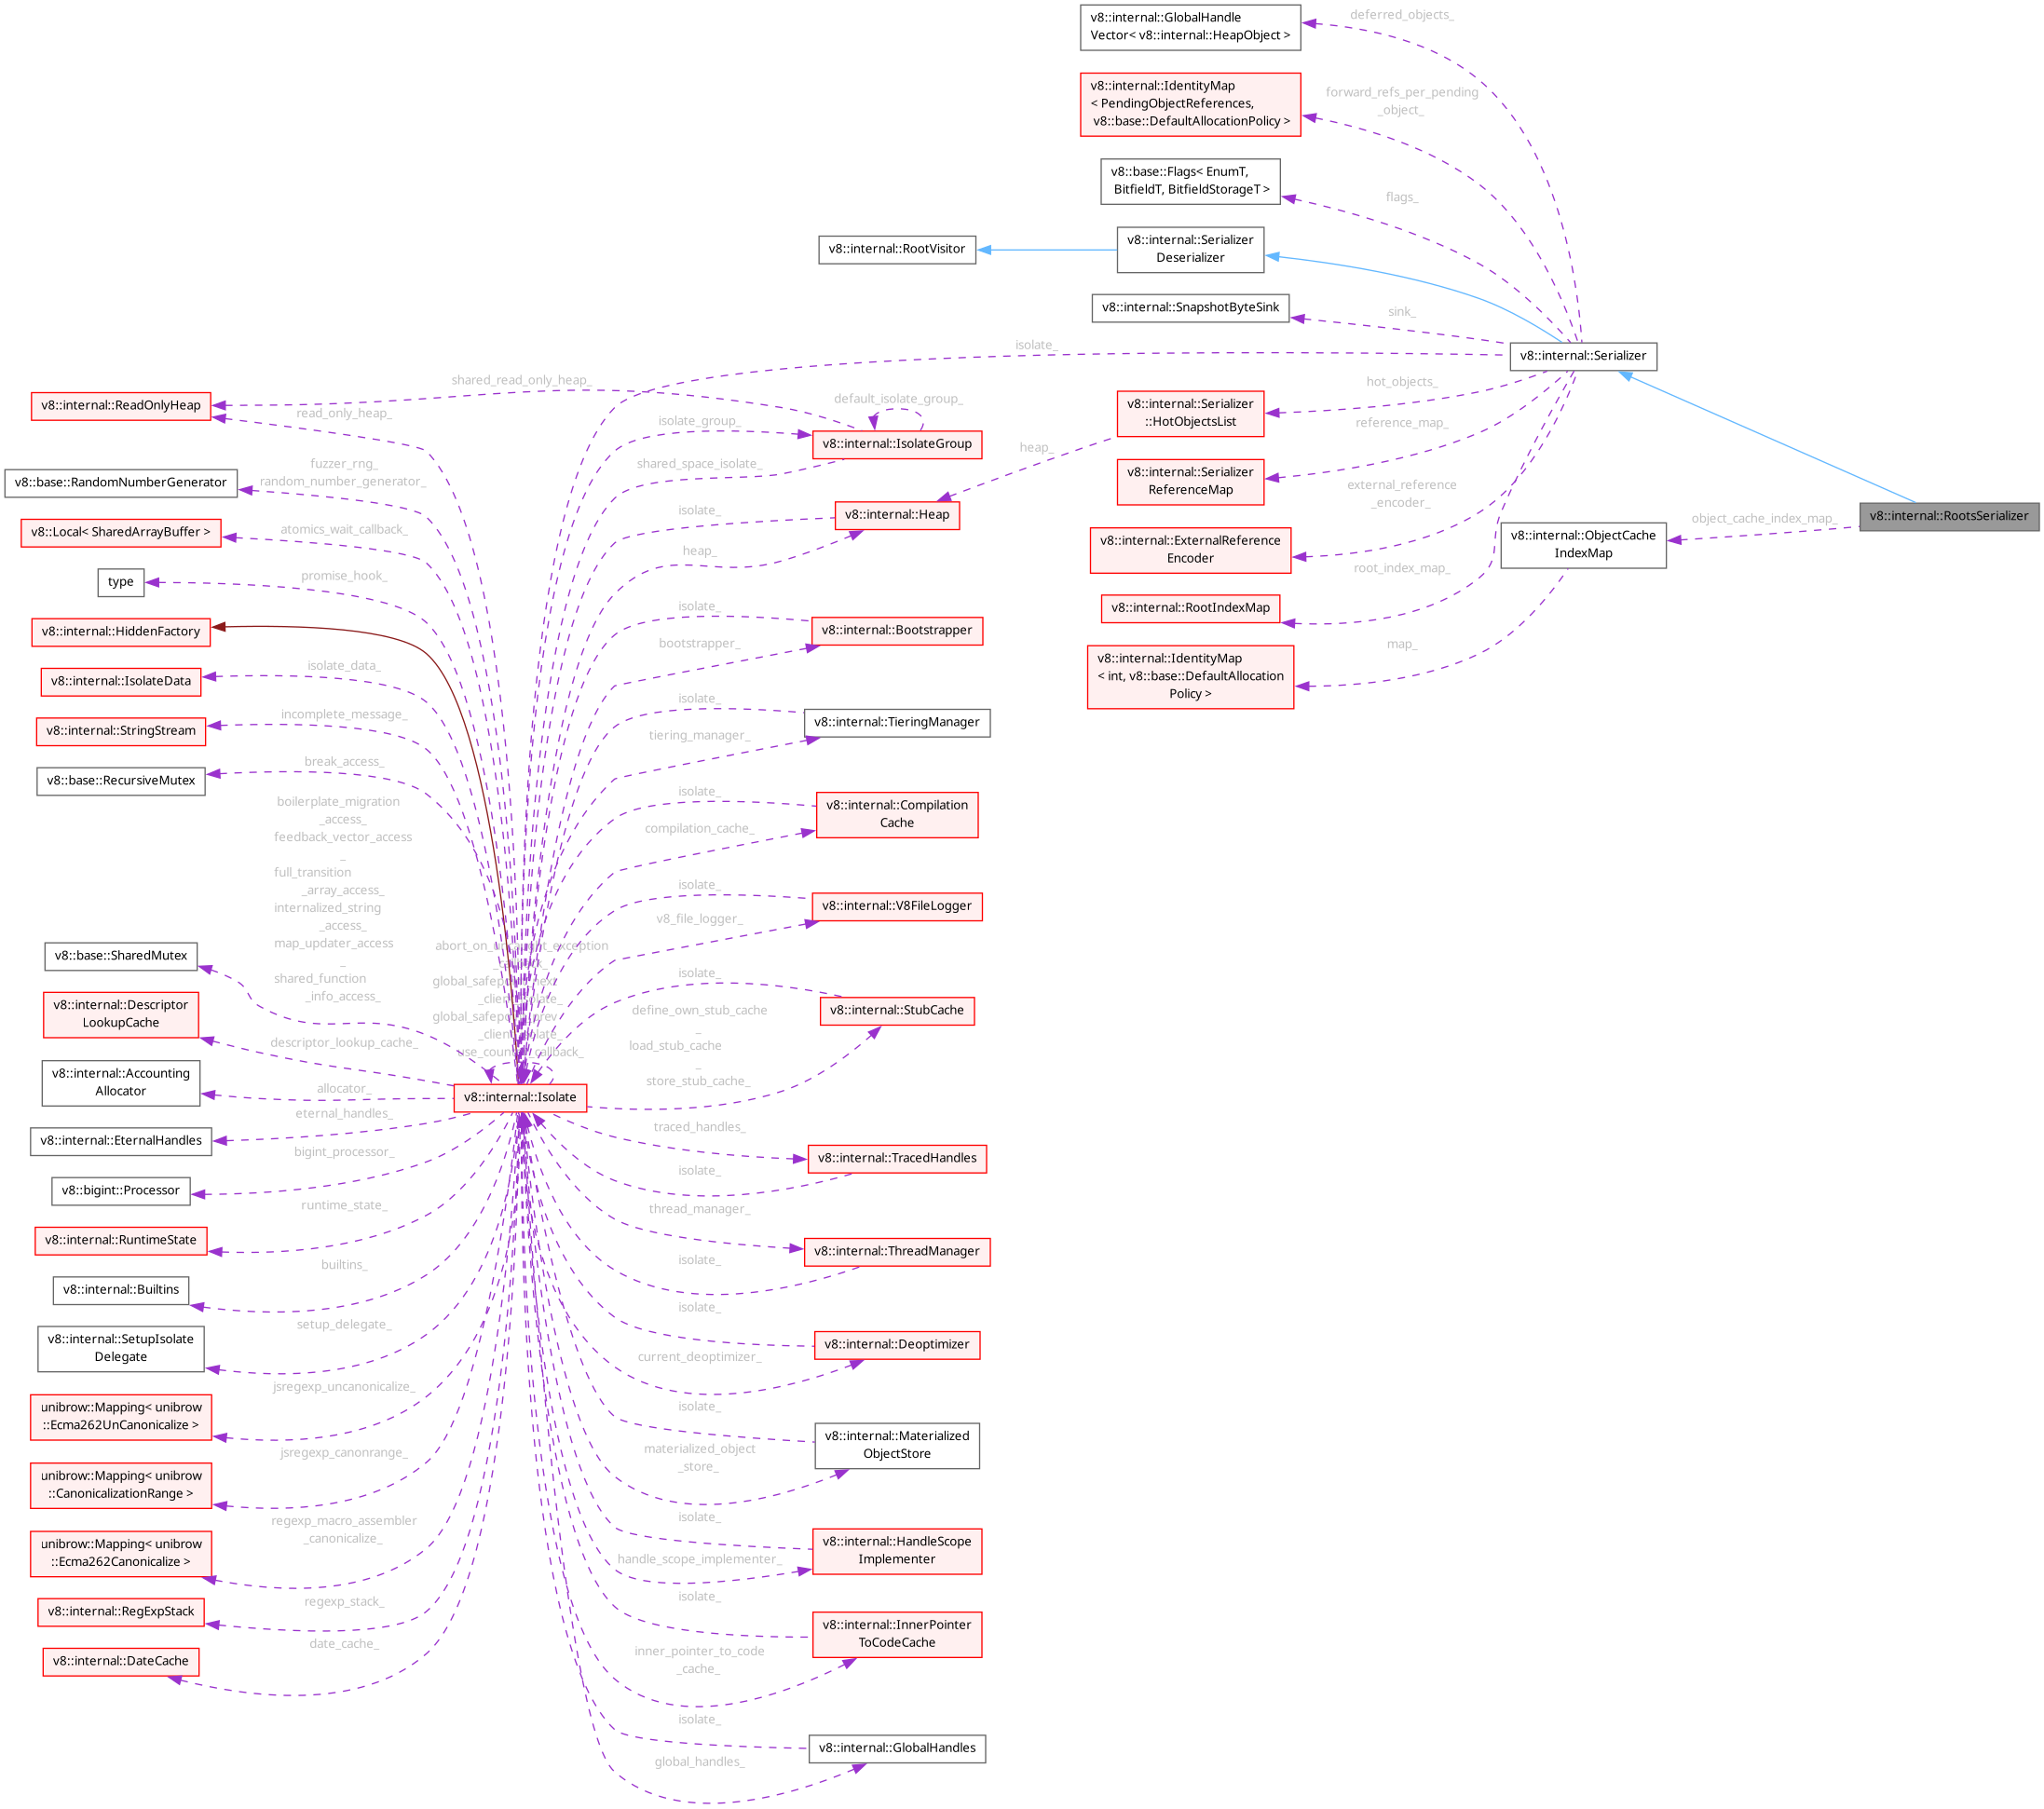 v8::internal::GlobalHandle
Vector< v8::internal::HeapObject >
deferred_objects_
v8::internal::IdentityMap
< PendingObjectReferences,
v8::base::DefaultAllocationPolicy >
forward_refs_per_pending
_object_
v8::base::Flags< EnumT,
BitfieldT, BitfieldStorageT >
flags_
v8::internal::RootVisitor
v8::internal::Serializer
Deserializer
v8::internal::SnapshotByteSink
sink_
isolate_
v8::internal::Serializer
shared_read_only_heap_
v8::internal::ReadOnlyHeap
read_only_heap_
default_isolate_group_
isolate_group_
v8::internal::IsolateGroup
shared_space_isolate_
hot_objects_
v8::internal::Serializer
::HotObjectsList
reference_map_
heap_
v8::internal::Serializer
ReferenceMap
external_reference
_encoder_
v8::internal::ExternalReference
Encoder
root_index_map_
v8::internal::RootIndexMap
v8::internal::RootsSerializer
object_cache_index_map_
v8::internal::ObjectCache
IndexMap
map_
v8::internal::IdentityMap
< int, v8::base::DefaultAllocation
Policy >
fuzzer_rng_
random_number_generator_
v8::base::RandomNumberGenerator
v8::Local< SharedArrayBuffer >
atomics_wait_callback_
type
promise_hook_
v8::internal::HiddenFactory
v8::internal::IsolateData
isolate_data_
v8::internal::StringStream
incomplete_message_
v8::base::RecursiveMutex
break_access_
boilerplate_migration
_access_
feedback_vector_access
_
full_transition
_array_access_
internalized_string
_access_
map_updater_access
_
shared_function
_info_access_
v8::base::SharedMutex
v8::internal::Descriptor
LookupCache
descriptor_lookup_cache_
v8::internal::Accounting
Allocator
allocator_
v8::internal::EternalHandles
eternal_handles_
v8::bigint::Processor
bigint_processor_
v8::internal::RuntimeState
runtime_state_
v8::internal::Builtins
builtins_
v8::internal::SetupIsolate
Delegate
setup_delegate_
unibrow::Mapping< unibrow
::Ecma262UnCanonicalize >
jsregexp_uncanonicalize_
unibrow::Mapping< unibrow
::CanonicalizationRange >
jsregexp_canonrange_
unibrow::Mapping< unibrow
::Ecma262Canonicalize >
regexp_macro_assembler
_canonicalize_
v8::internal::RegExpStack
regexp_stack_
v8::internal::DateCache
date_cache_
v8::internal::Isolate
isolate_
v8::internal::Heap
heap_
isolate_
v8::internal::Bootstrapper
bootstrapper_
isolate_
v8::internal::TieringManager
tiering_manager_
isolate_
v8::internal::Compilation
Cache
compilation_cache_
isolate_
v8::internal::V8FileLogger
v8_file_logger_
isolate_
v8::internal::StubCache
define_own_stub_cache
_
load_stub_cache
_
store_stub_cache_
traced_handles_
v8::internal::TracedHandles
isolate_
thread_manager_
v8::internal::ThreadManager
isolate_
isolate_
v8::internal::Deoptimizer
current_deoptimizer_
isolate_
v8::internal::Materialized
ObjectStore
materialized_object
_store_
isolate_
v8::internal::HandleScope
Implementer
handle_scope_implementer_
isolate_
v8::internal::InnerPointer
ToCodeCache
inner_pointer_to_code
_cache_
isolate_
v8::internal::GlobalHandles
global_handles_